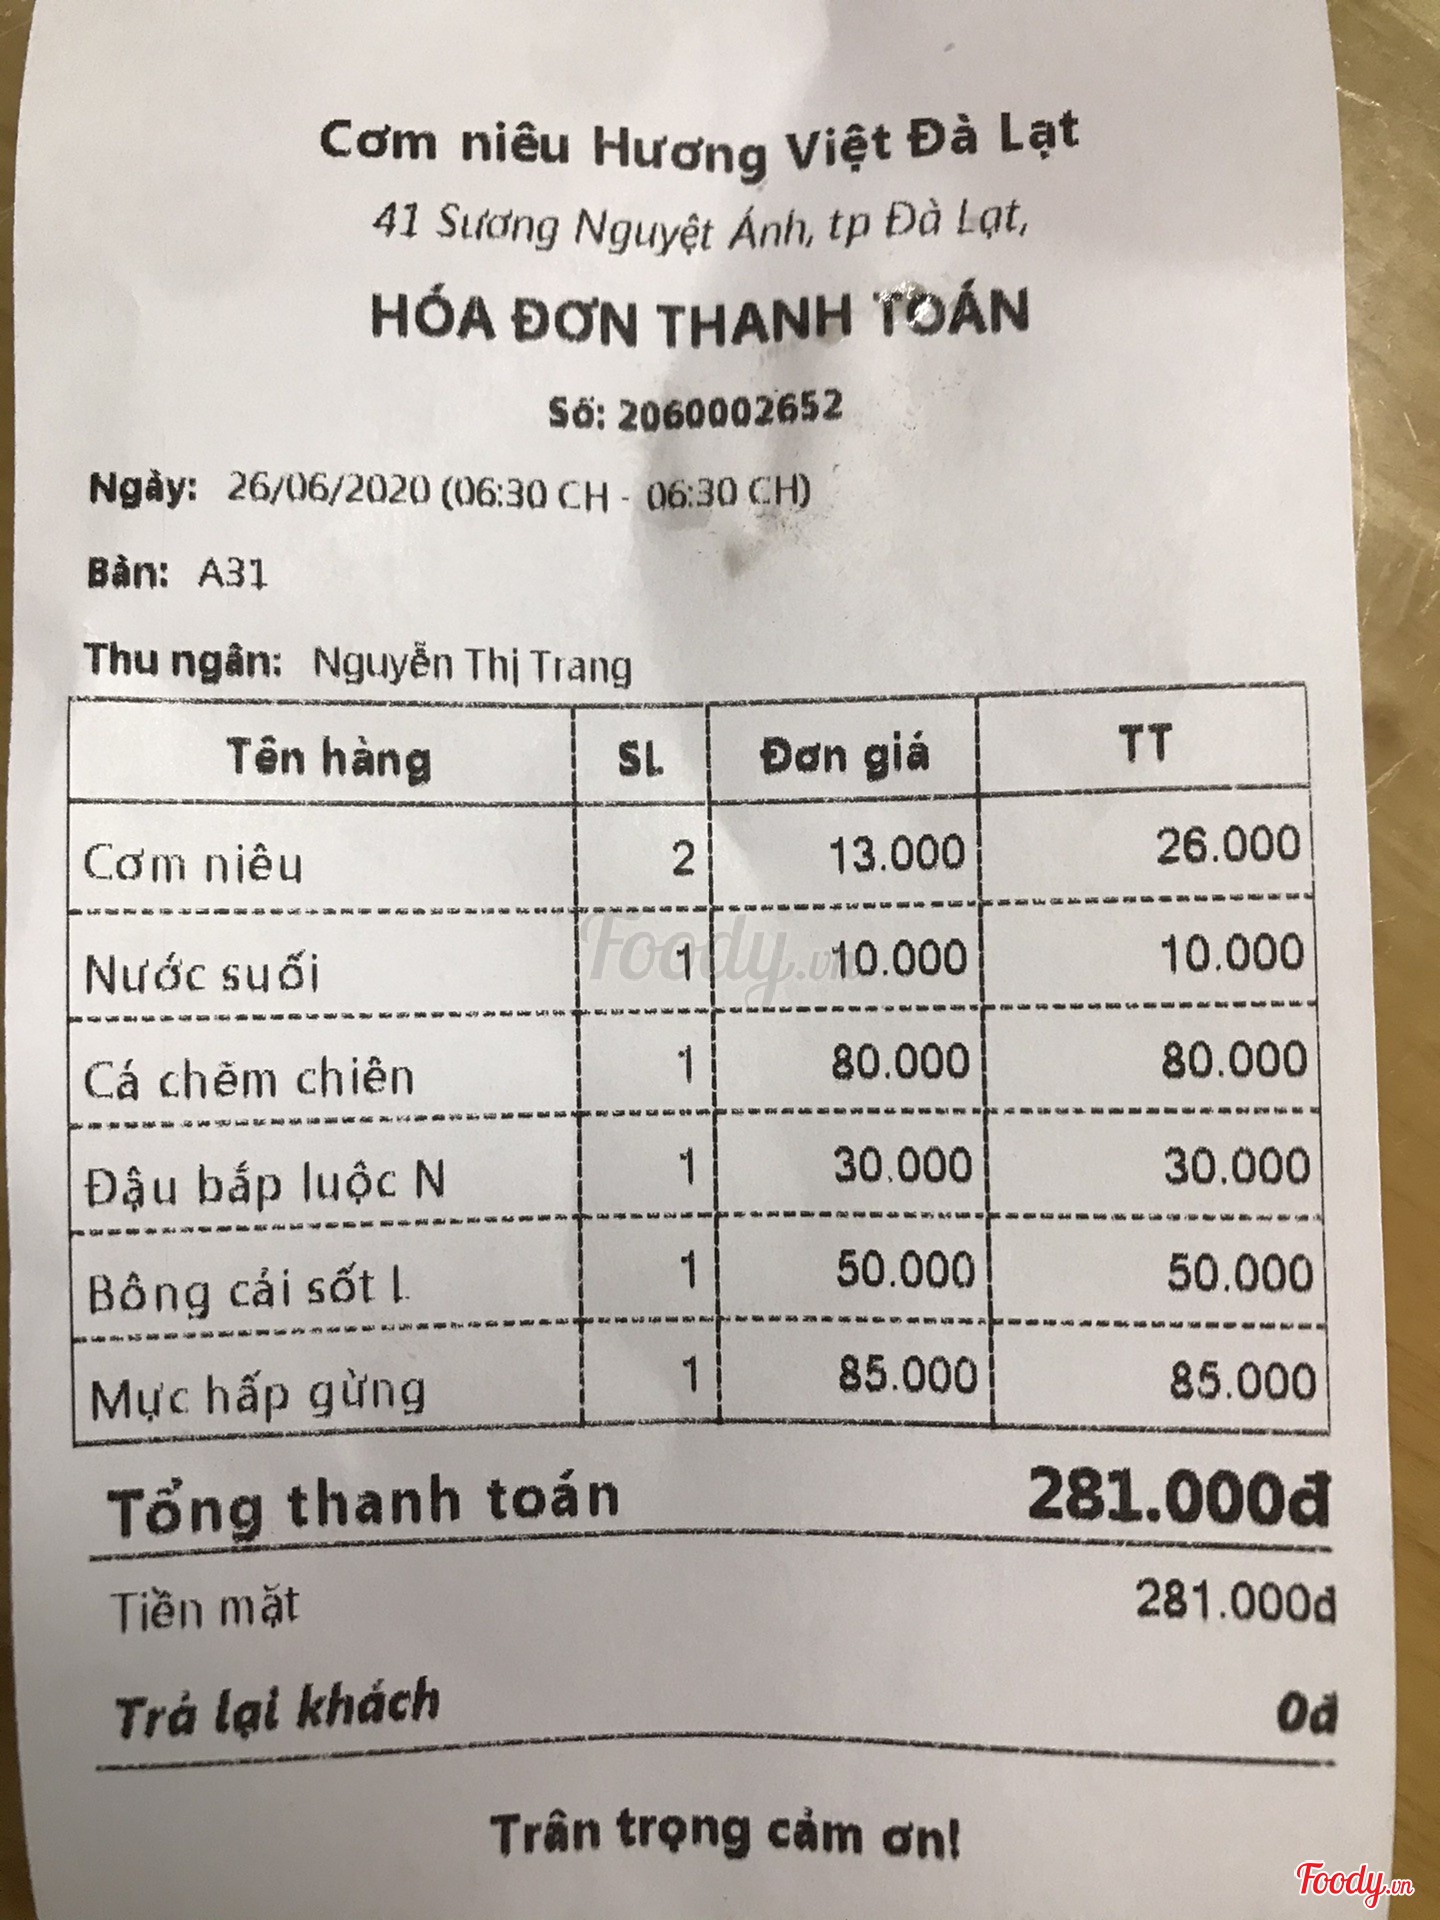 Cơm niêu Hương Việt Đà Lạt
41 Sương Nguyệt Ánh, tp Đà Lạt,
HÓA ĐƠN THANH TOÁN
Số: 2060002652
Ngày: 26/06/2020 (06:30 CH - 06:30 CH)
Bàn: A31
Thu ngân: Nguyễn Thị Trang
Tên hàng SL Đơn giá TT
Cơm niêu 2 13.000 26.000
Nước suối 1 10.000 10.000
Cá chẽm chiên 1 80.000 80.000
Đậu bắp luộc N 1 30.000 30.000
Bông cải sốt L 1 50.000 50.000
Mực hấp gừng 1 85.000 85.000
Tổng thanh toán 281.000đ
Tiền mặt 281.000đ
Trả lại khách 0đ
Trân trọng cảm ơn!
Foody.vn
Foody.vn